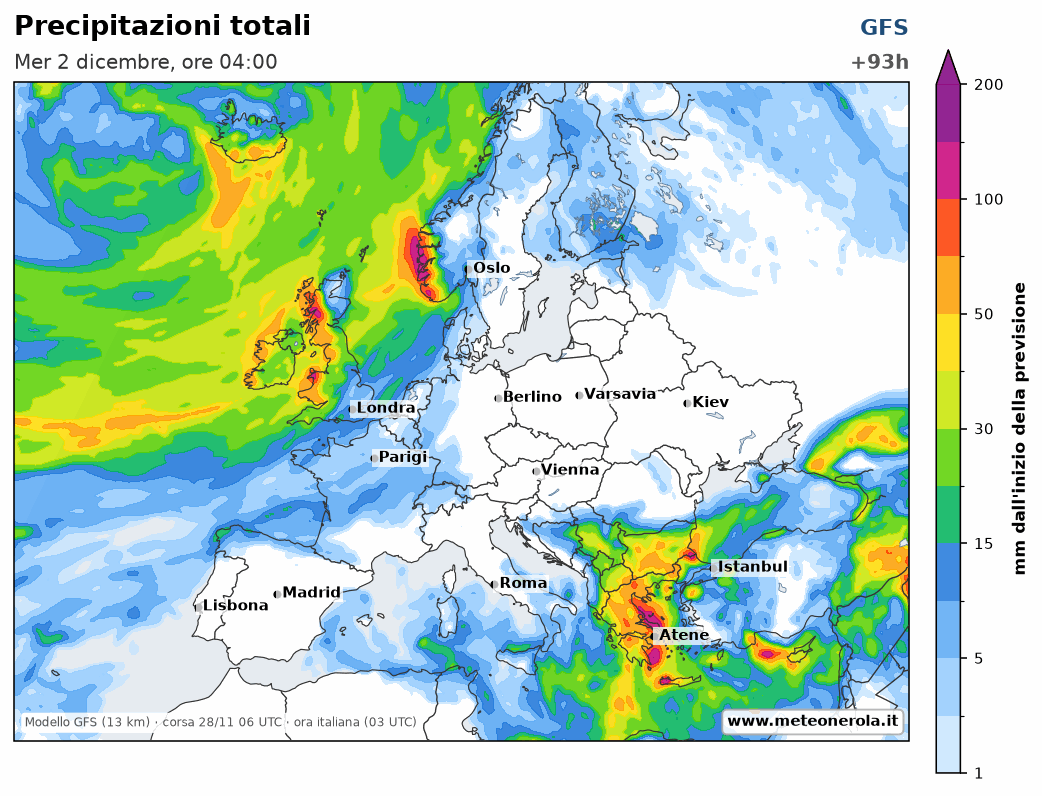 Precipitazioni totali
GFS
Mer 2 dicembre, ore 04:00
+93h
200
100
50
30
15
5
1
mm dall'inizio della previsione
Oslo
Londra
Berlino
Varsavia
Kiev
Parigi
Vienna
Istanbul
Roma
Madrid
Lisbona
Atene
Modello GFS (13 km) · corsa 28/11 06 UTC · ora italiana (03 UTC)
www.meteonerola.it